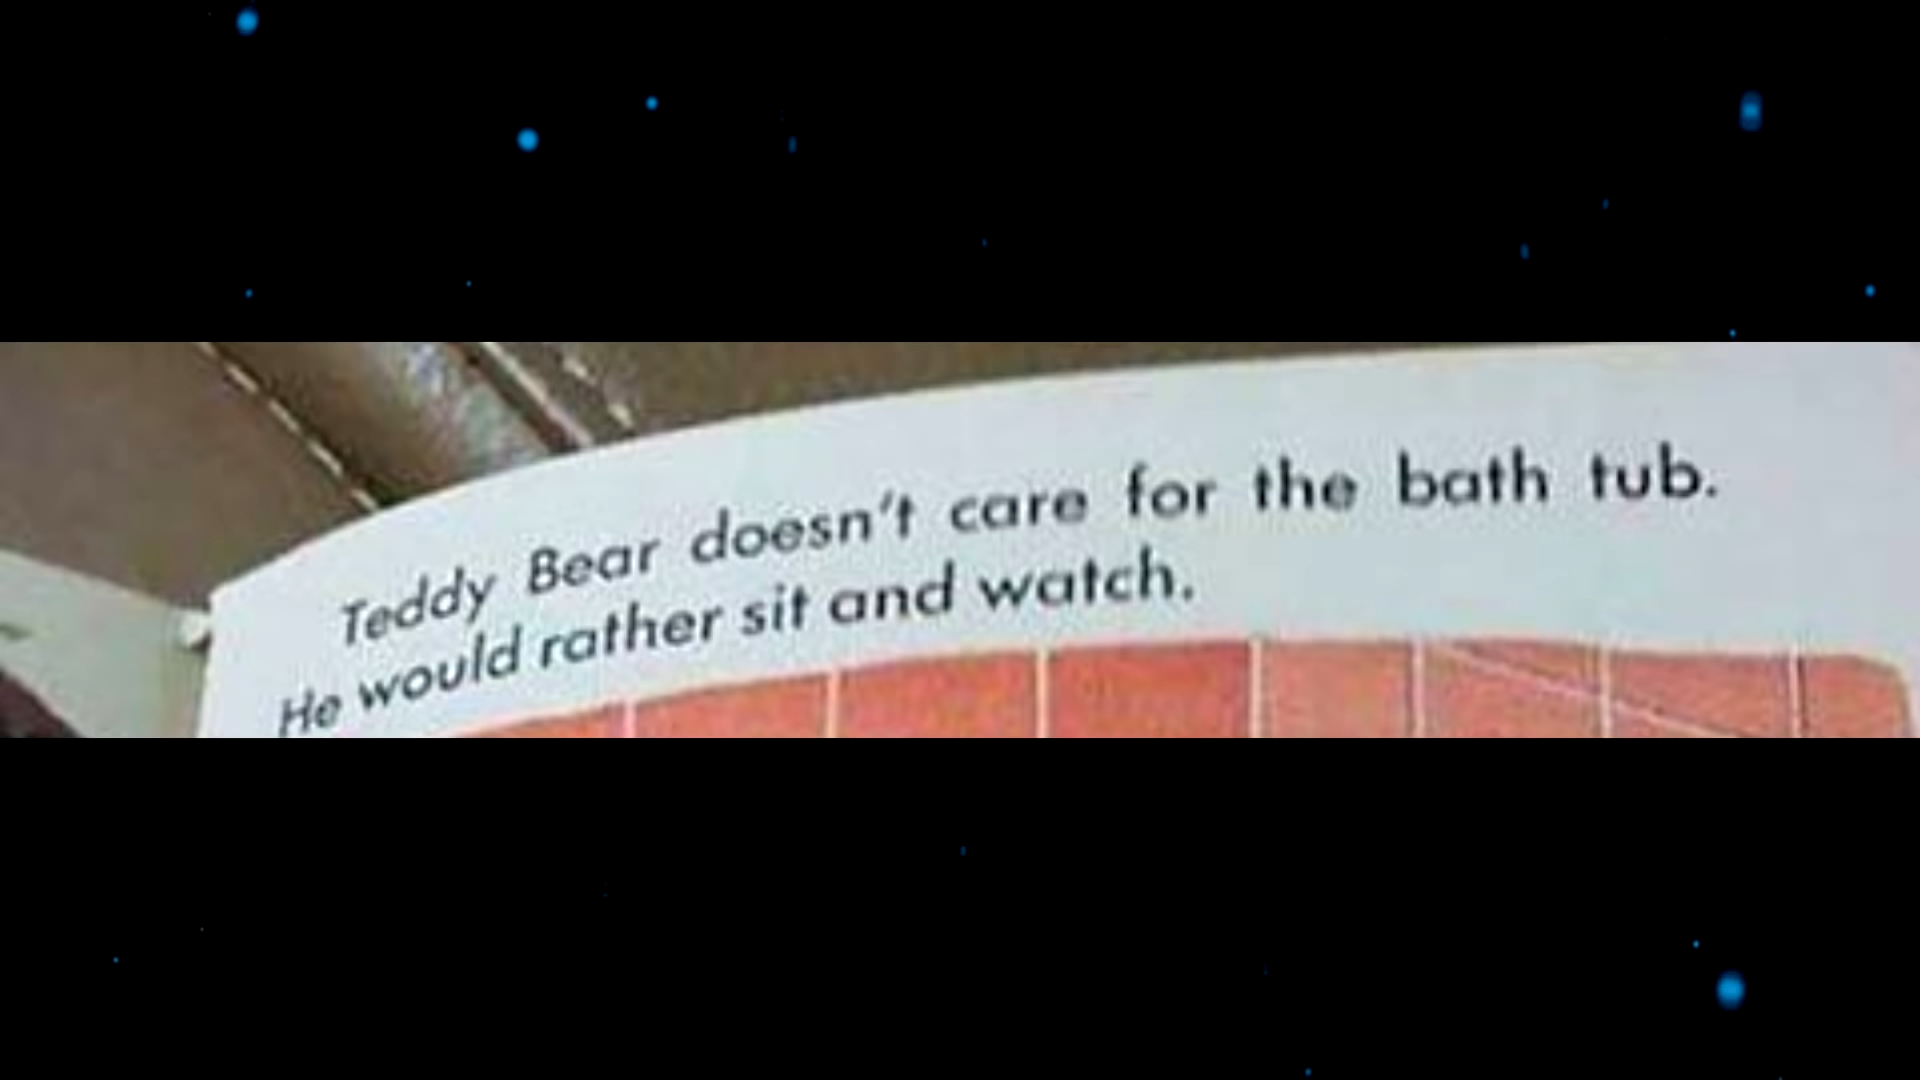 Teddy Bear doesn't care for the bath tub.
He would rather sit and watch.